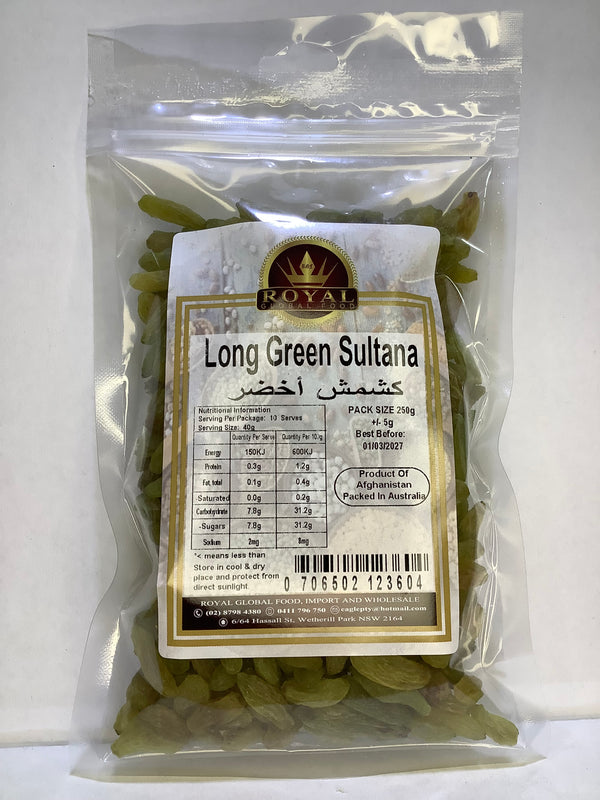 RGS
ROYAL
GLOBAL FOOD
Long Green Sultana
كشمش أخضر
Nutritional Information
Serving Per Package: 10 Serves
Serving Size: 40g
Quantity Per Serve Quantity Per 100g
Energy 150KJ 600KJ
Protein 0.3g 1.2g
Fat, total 0.1g 0.4g
-Saturated 0.0g 0.2g
Carbohydrate 7.8g 31.2g
-Sugars 7.8g 31.2g
Sodium 2mg 8mg
*< means less than
Store in cool & dry
place and protect from
direct sunlight.
PACK SIZE 250g
+/- 5g
Best Before:
01/03/2027
Product Of
Afghanistan
Packed In Australia
0 706502 123604
ROYAL GLOBAL FOOD, IMPORT AND WHOLESALE
(02) 8798 4380 0411 796 750 eaglepty@hotmail.com
6/64 Hassall St, Wetherill Park NSW 2164